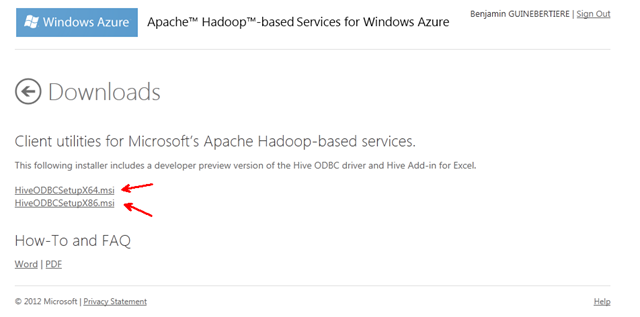 Windows Azure
Apache™ Hadoop™-based Services for Windows Azure
Benjamin GUINEBERTIERE | Sign Out
Downloads
Client utilities for Microsoft's Apache Hadoop-based services.
This following installer includes a developer preview version of the Hive ODBC driver and Hive Add-in for Excel.
HiveODBCSetupX64.msi
HiveODBCSetupX86.msi
How-To and FAQ
Word | PDF
© 2012 Microsoft | Privacy Statement
Help